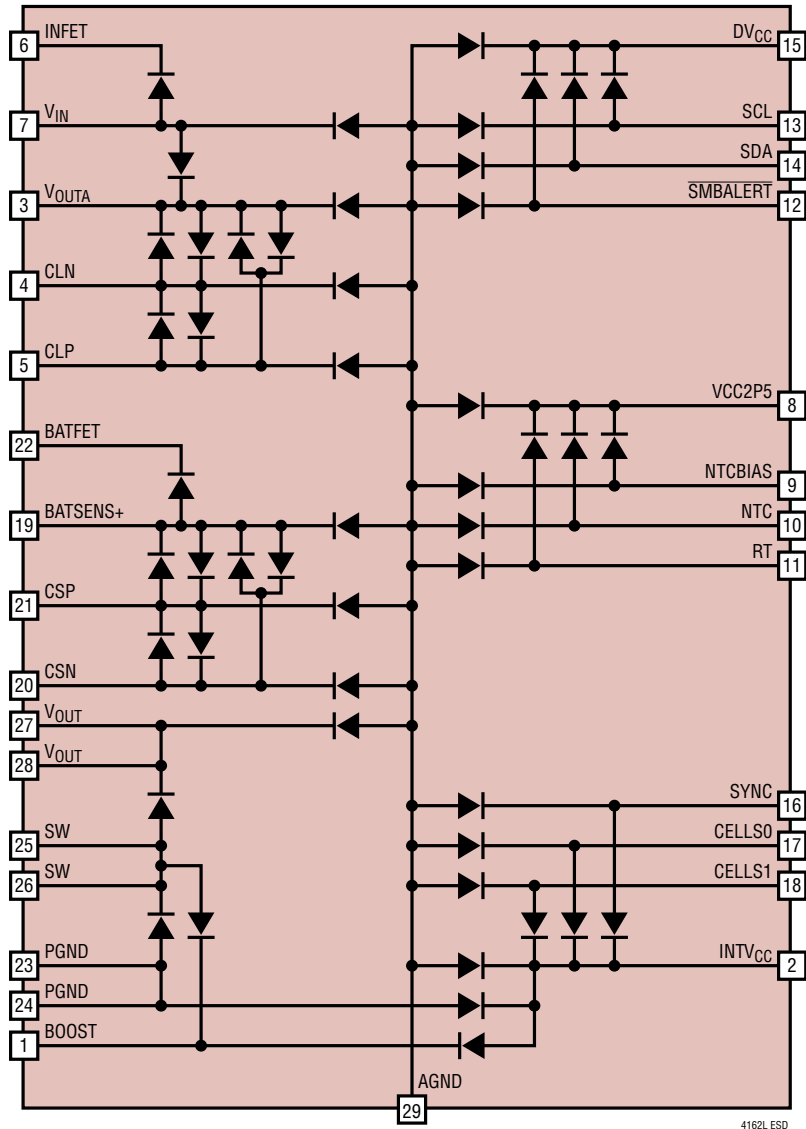 6 INFET
7 VIN
3 VOUTA
4 CLN
5 CLP
22 BATFET
19 BATSENS+
21 CSP
20 CSN
27 VOUT
28 VOUT
25 SW
26 SW
23 PGND
24 PGND
1 BOOST
DVCC 15
SCL 13
SDA 14
SMBALERT 12
VCC2P5 8
NTCBIAS 9
NTC 10
RT 11
SYNC 16
CELLS0 17
CELLS1 18
INTVCC 2
AGND
29
4162L ESD